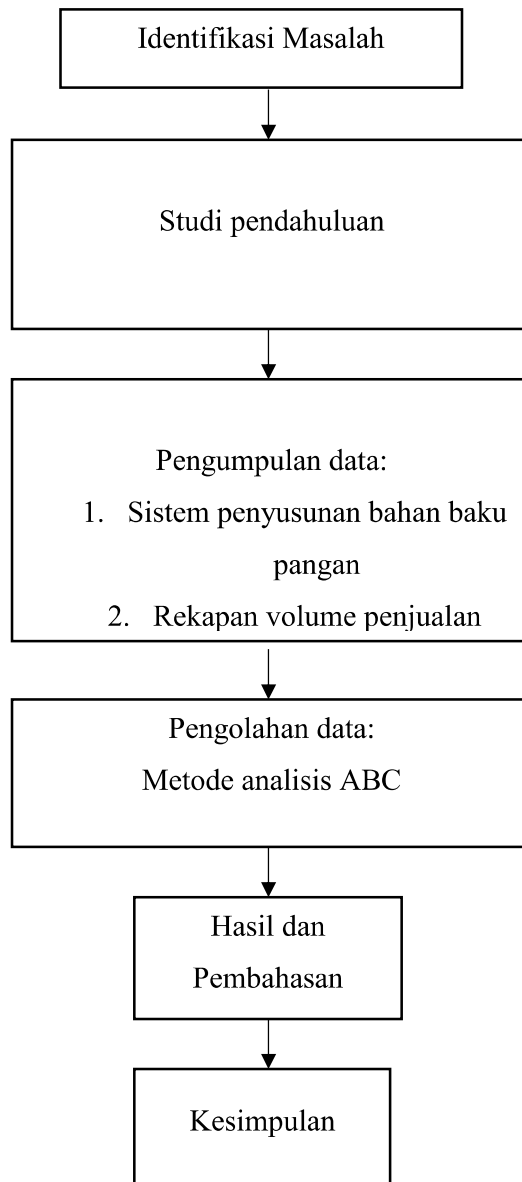 Identifikasi Masalah
Studi pendahuluan
Pengumpulan data:
1. Sistem penyusunan bahan baku
pangan
2. Rekapan volume penjualan
Pengolahan data:
Metode analisis ABC
Hasil dan
Pembahasan
Kesimpulan